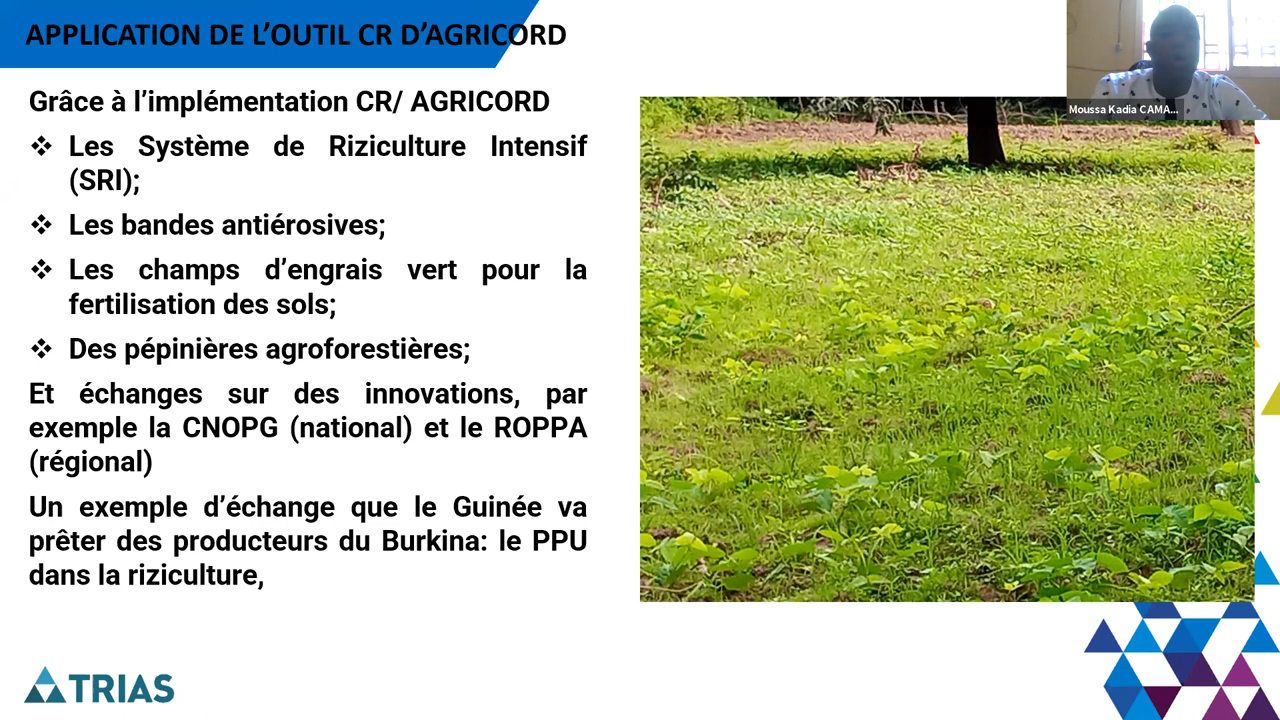 APPLICATION DE L’OUTIL CR D’AGRICORD
Moussa Kadia CAMA...
Grâce à l’implémentation CR/ AGRICORD
❖ Les Système de Riziculture Intensif
(SRI);
❖ Les bandes antiérosives;
❖ Les champs d’engrais vert pour la
fertilisation des sols;
❖ Des pépinières agroforestières;
Et échanges sur des innovations, par
exemple la CNOPG (national) et le ROPPA
(régional)
Un exemple d’échange que le Guinée va
prêter des producteurs du Burkina: le PPU
dans la riziculture,
TRIAS